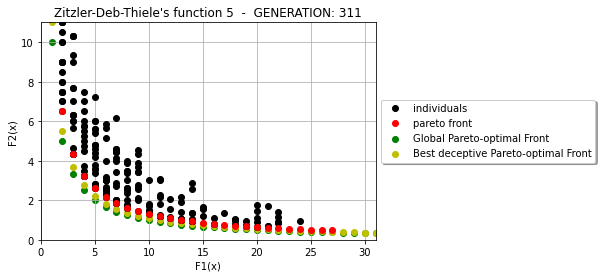 Zitzler-Deb-Thiele's function 5 - GENERATION: 311
F2(x)
10
8
6
4
2
0
0 5 10 15 20 25 30
F1(x)
individuals
pareto front
Global Pareto-optimal Front
Best deceptive Pareto-optimal Front